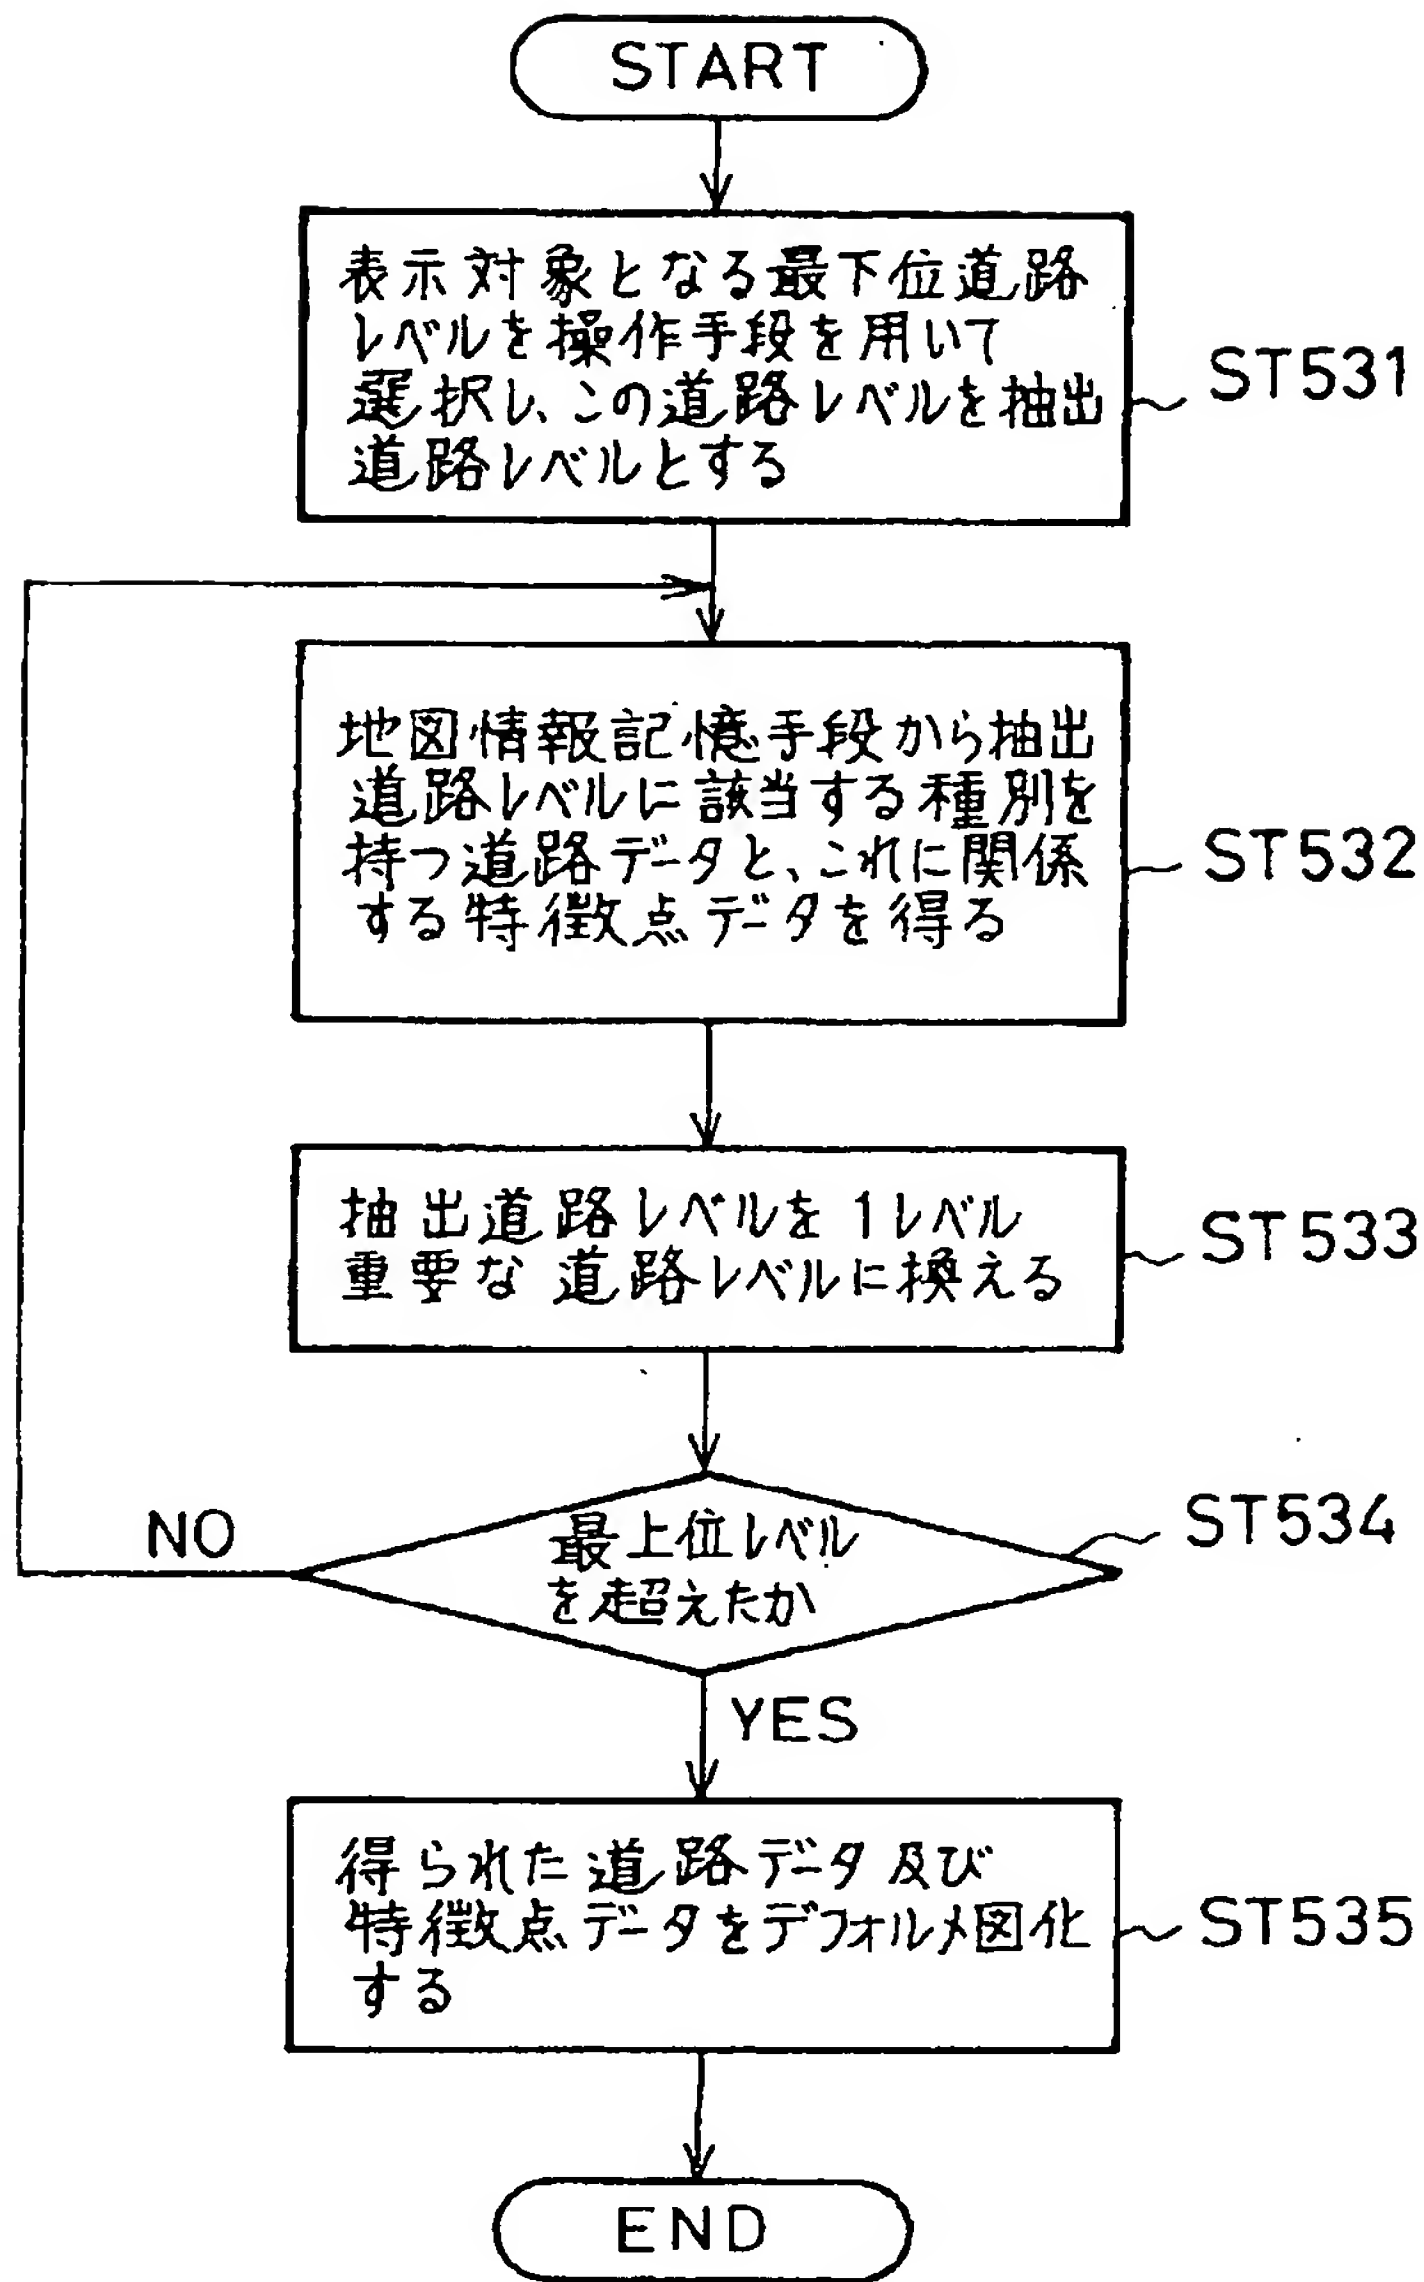 START
表示対象となる最下位道路
レベルを操作手段を用いて
選択し、この道路レベルを抽出
道路レベルとする
ST531
地図情報記憶手段から抽出
道路レベルに該当する種別を
持つ道路データと、これに関係
する特徴点データを得る
ST532
抽出道路レベルを1レベル
重要な道路レベルに換える
ST533
最上位レベル
を超えたか
ST534
NO
YES
得られた道路データ及び
特徴点データをデフォルメ図化
する
ST535
END